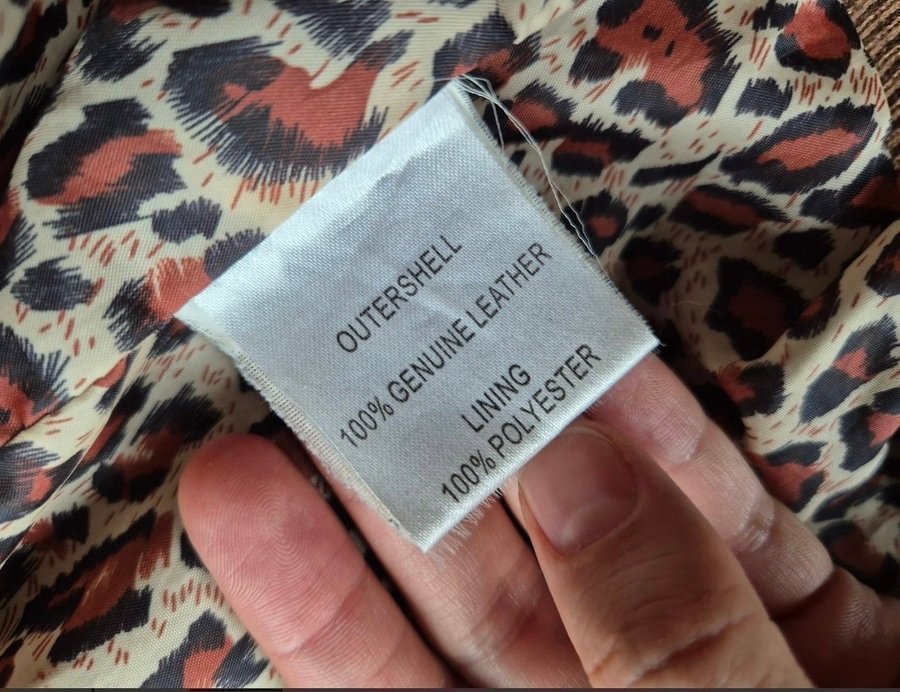 OUTERSHELL
100% GENUINE LEATHER
LINING
100% POLYESTER